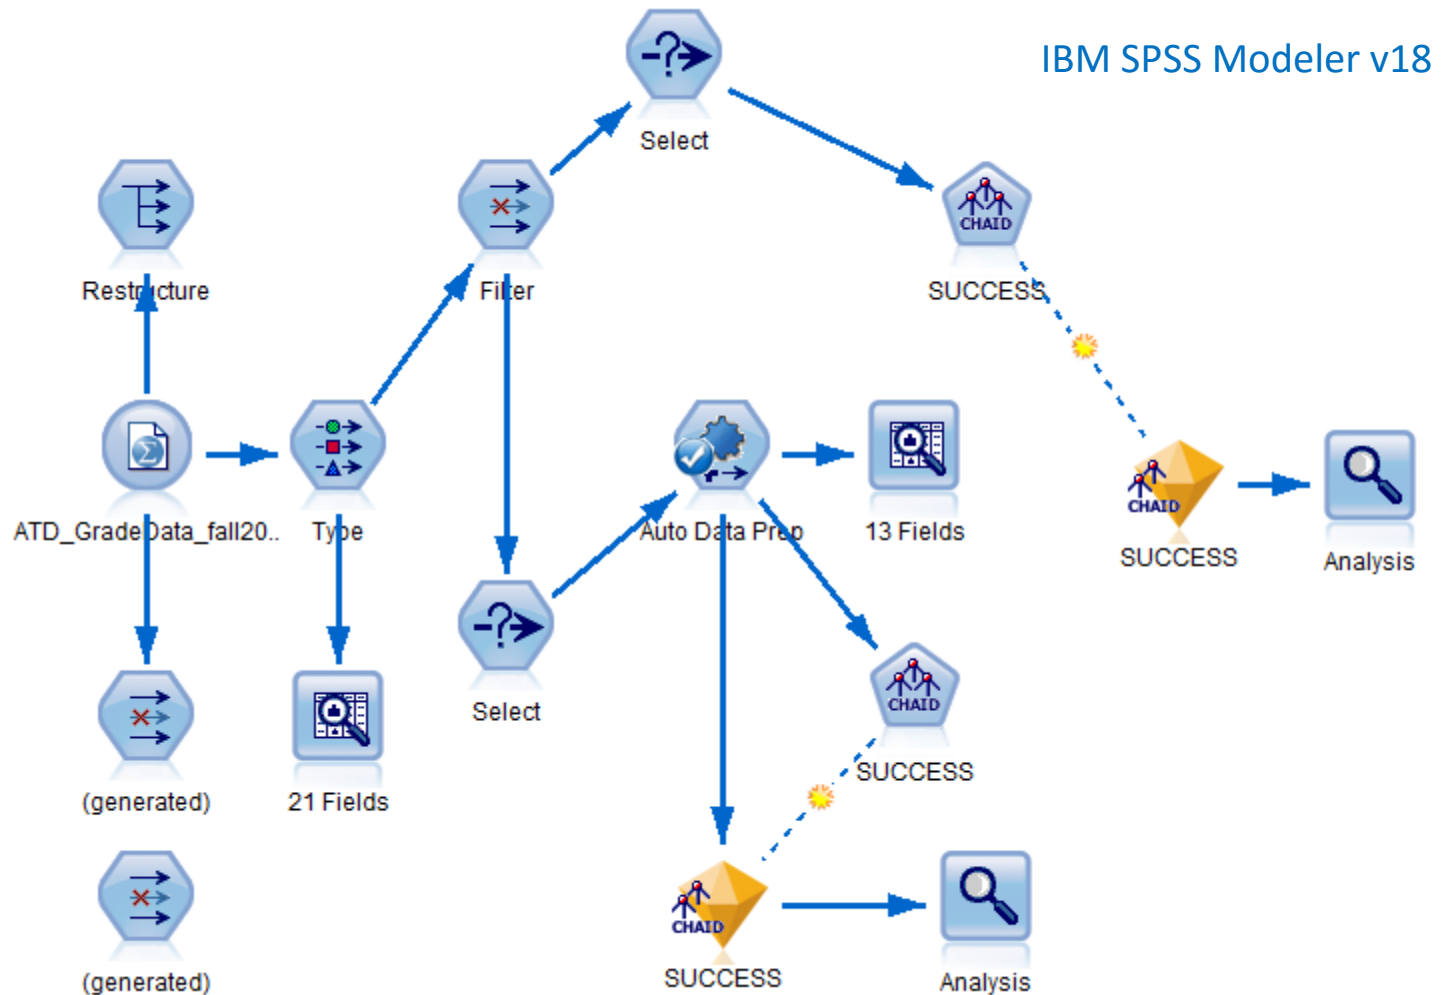 IBM SPSS Modeler v18
Select
Restructure
Filter
CHAID
SUCCESS
ATD_GradeData_fall20..
Type
Auto Data Prep
13 Fields
CHAID
SUCCESS
Analysis
Select
CHAID
SUCCESS
(generated)
21 Fields
CHAID
SUCCESS
Analysis
(generated)